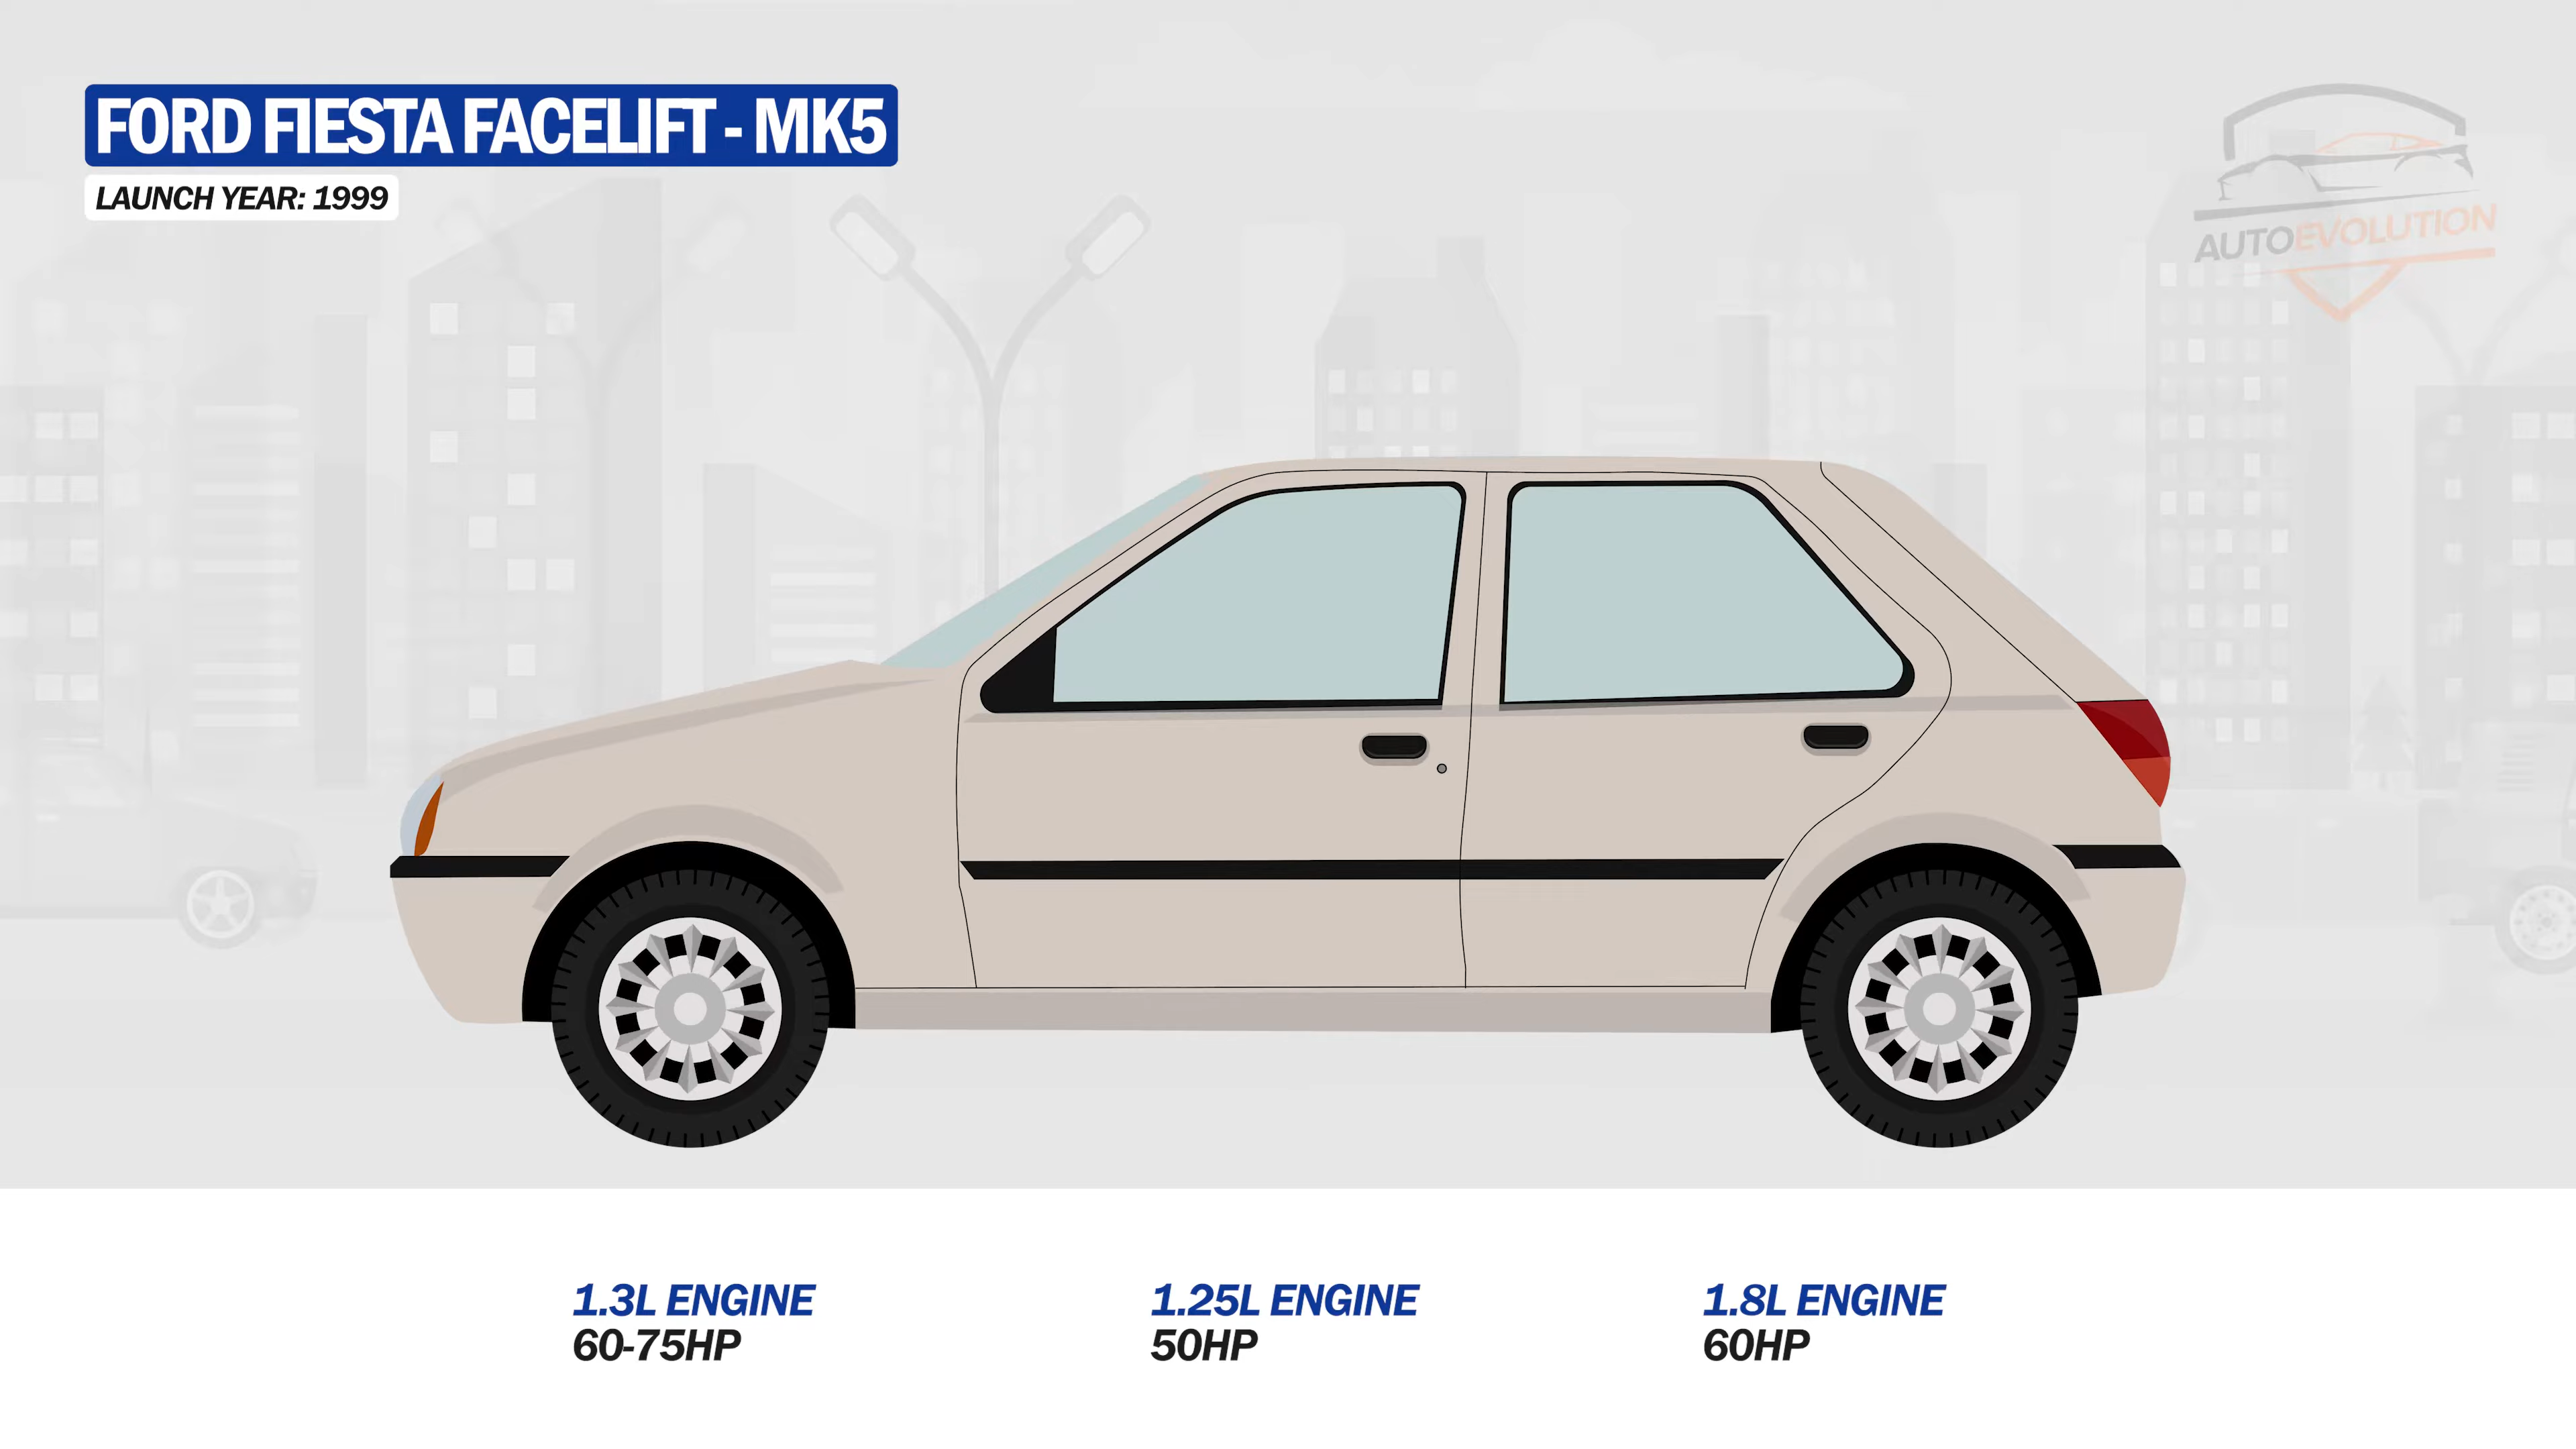 FORD FIESTA FACELIFT - MK5
LAUNCH YEAR: 1999
AUTOEVOLUTION
1.3L ENGINE
60-75HP
1.25L ENGINE
50HP
1.8L ENGINE
60HP